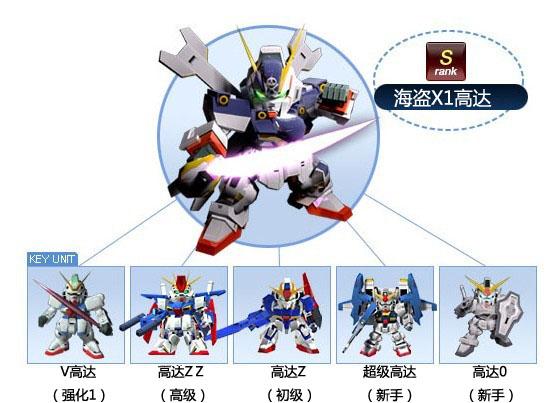 S
rank
海盗X1高达
KEY UNIT
V高达
高达Z Z
高达Z
超级高达
高达0
（强化1）
（高级）
（初级）
（新手）
（新手）